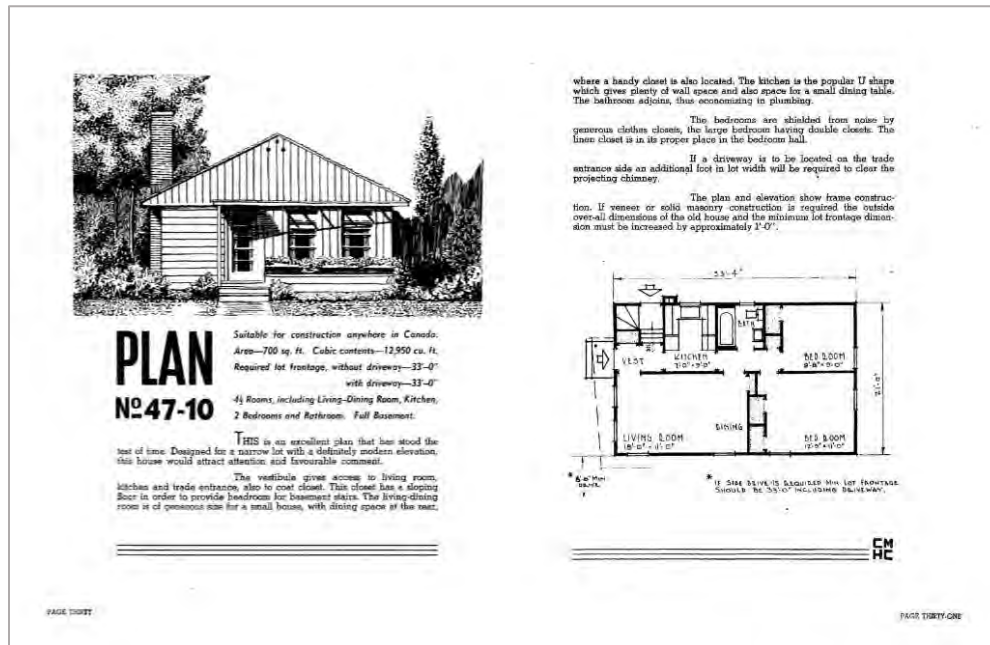 PLAN
Nº 47-10
Suitable for construction anywhere in Canada.
Area—700 sq. ft. Cubic contents—12,950 cu. ft.
Required lot frontage, without driveway—33'-0"
with driveway—33'-0"
4½ Rooms, including Living-Dining Room, Kitchen,
2 Bedrooms and Bathroom. Full Basement.
THIS is an excellent plan that has stood the
test of time. Designed for a narrow lot with a definitely modern elevation,
this house would attract attention and favourable comment.
The vestibule gives access to living room,
kitchen and trade entrance, also to coat closet. This closet has a sloping
floor in order to provide headroom for basement stairs. The living-dining
room is of generous size for a small house, with dining space at the rear,
PAGE THIRTY
where a handy closet is also located. The kitchen is the popular U shape
which gives plenty of wall space and also space for a small dining table.
The bathroom adjoins, thus economizing in plumbing.
The bedrooms are shielded from noise by
generous clothes closets, the large bedroom having double closets. The
linen closet is in its proper place in the bedroom hall.
If a driveway is to be located on the trade
entrance side an additional foot in lot width will be required to clear the
projecting chimney.
The plan and elevation show frame construc-
tion. If veneer or solid masonry construction is required the outside
over-all dimensions of the old house and the minimum lot frontage dimen-
sion must be increased by approximately 1'-0".
33'-4"
BATH
VEST
KITCHEN
BED ROOM
21'-0"
DINING
LIVING ROOM
BED ROOM
8'-0" MIN
DRIVE
* IF SIDE DRIVE IS REQUIRED MIN LOT FRONTAGE
SHOULD BE 33'-0" INCLUDING DRIVEWAY.
CM
HC
PAGE THIRTY-ONE